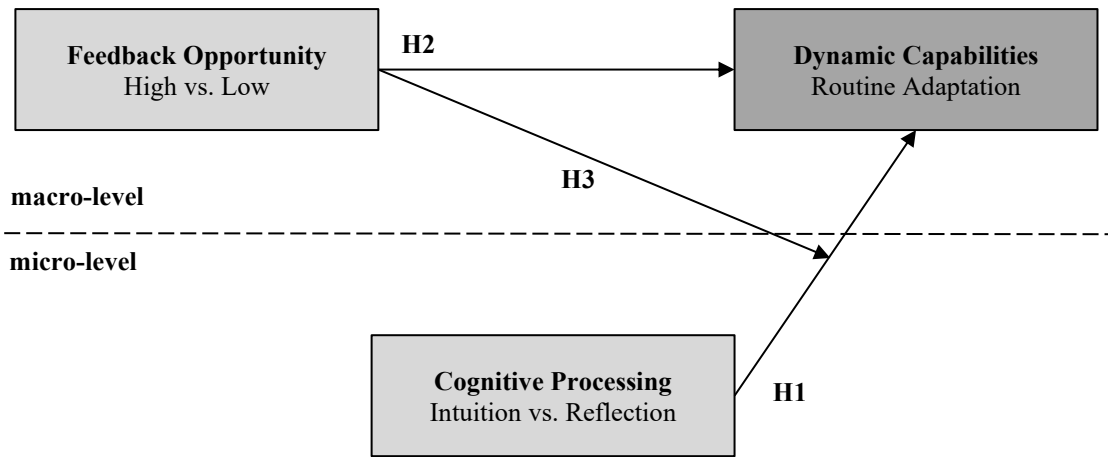 Feedback Opportunity
High vs. Low
H2
Dynamic Capabilities
Routine Adaptation
H3
macro-level
micro-level
Cognitive Processing
Intuition vs. Reflection
H1